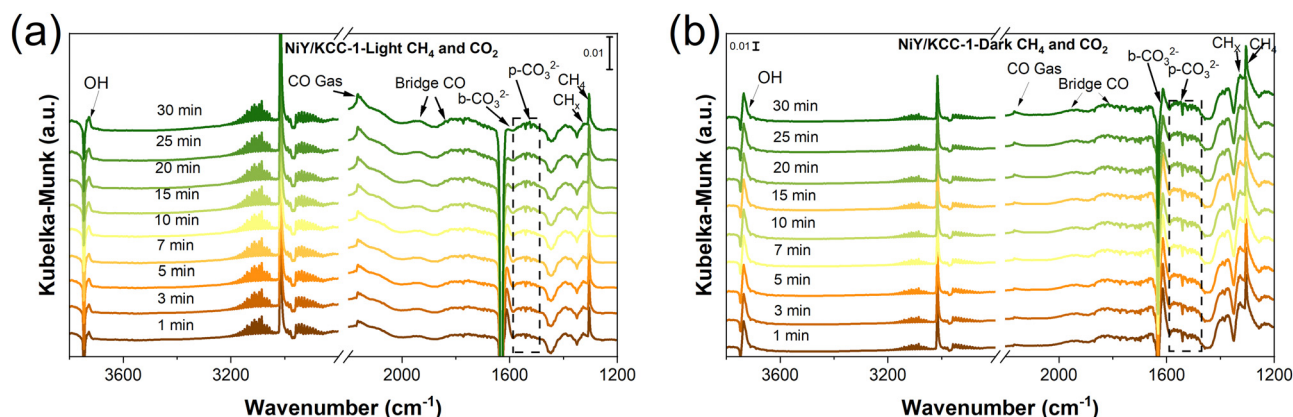 (a)
NiY/KCC-1-Light CH₄ and CO₂
0.01
OH
CO Gas
Bridge CO
b-CO₃²⁻
p-CO₃²⁻
CH₄
CHₓ
30 min
25 min
20 min
15 min
10 min
7 min
5 min
3 min
1 min
Kubelka-Munk (a.u.)
3600 3200 2000 1600 1200
Wavenumber (cm⁻¹)
(b)
0.01
NiY/KCC-1-Dark CH₄ and CO₂
OH
CO Gas
Bridge CO
b-CO₃²⁻
p-CO₃²⁻
CHₓ
CH₄
30 min
25 min
20 min
15 min
10 min
7 min
5 min
3 min
1 min
Kubelka-Munk (a.u.)
3600 3200 2000 1600 1200
Wavenumber (cm⁻¹)